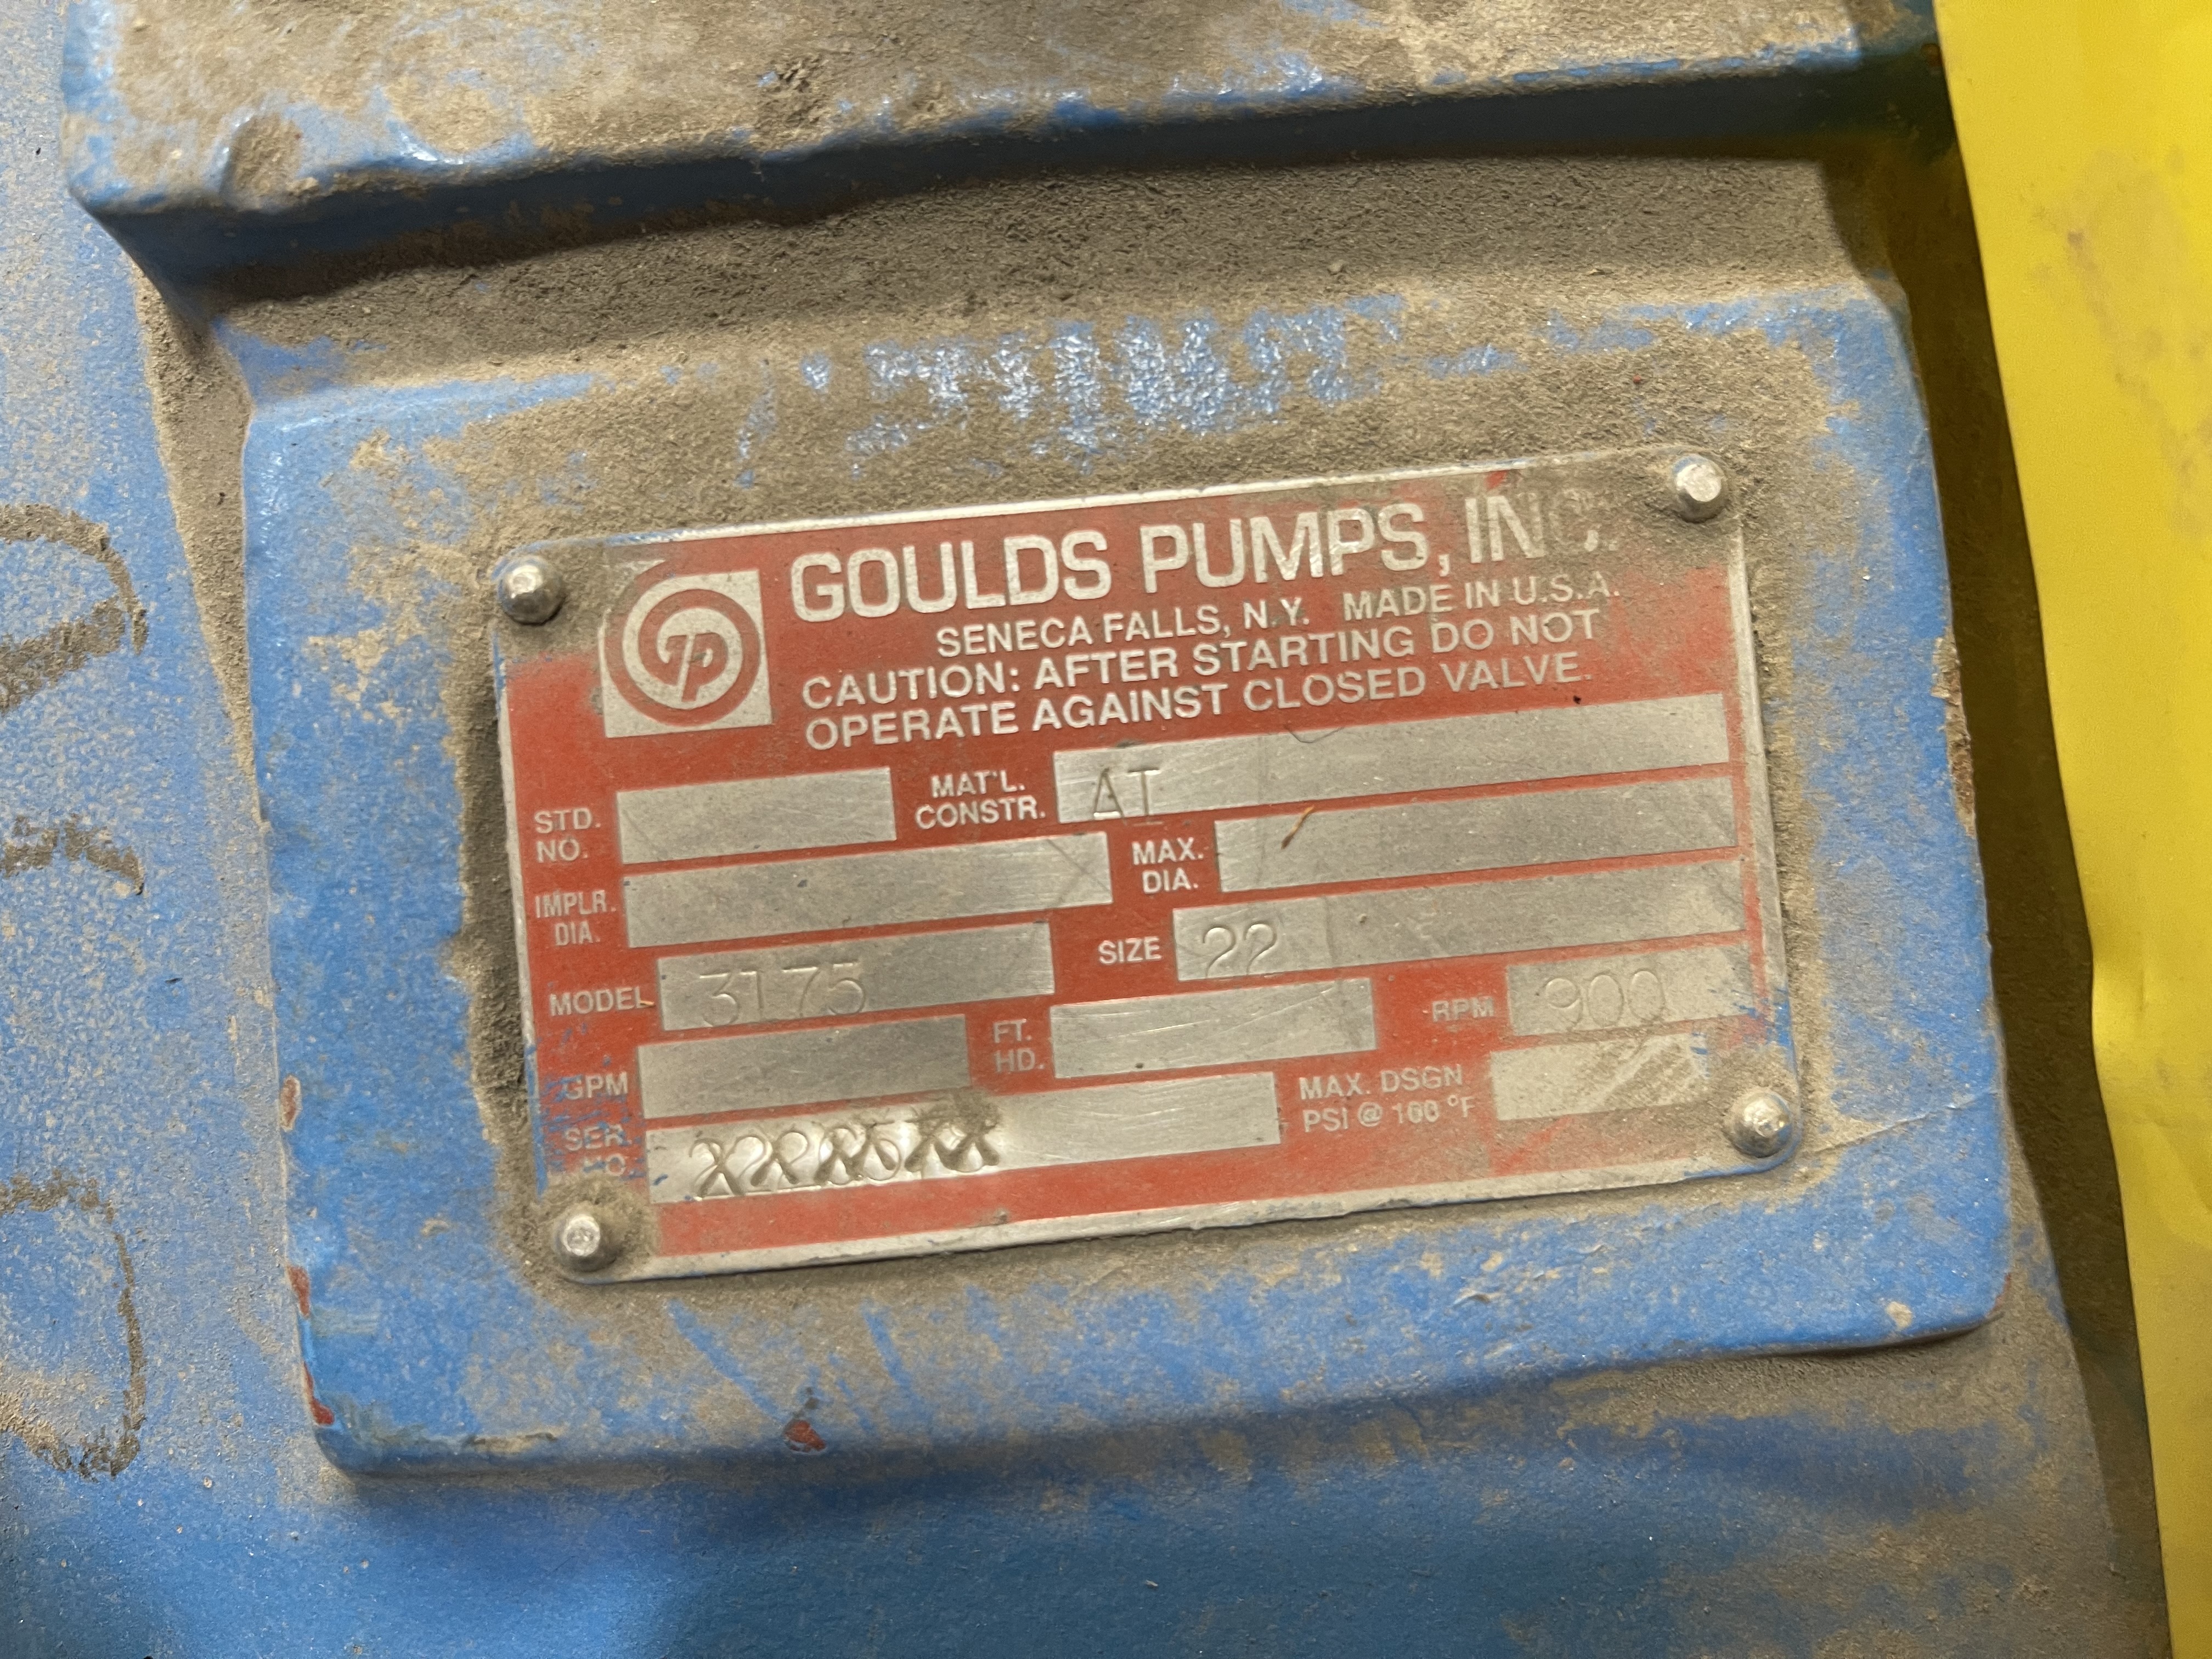 GOULDS PUMPS, INC.
SENECA FALLS, N.Y. MADE IN U.S.A.
CAUTION: AFTER STARTING DO NOT
OPERATE AGAINST CLOSED VALVE.
STD. NO.
MAT'L. CONSTR. AI
IMPLR. DIA.
MAX. DIA.
MODEL 3175
SIZE 22
GPM
FT. HD.
RPM 900
SER. NO.
MAX. DSGN PSI @ 100 °F